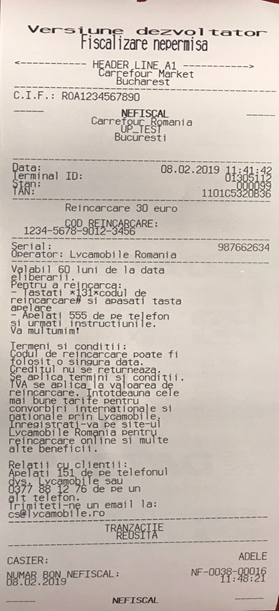 Versiune dezvoltator
Fiscalizare nepermisa
<------------ HEADER LINE A1 ------------>
Carrefour Market
Bucharest
C.I.F.: ROA1234567890
NEFISCAL
Carrefour Romania
UP_TEST
Bucuresti
Data: 08.02.2019 11:41:42
Terminal ID: 01305112
Stan: 000099
TAN: 1101C5320B36
Reincarcare 30 euro
COD REINCARCARE:
1234-5678-9012-3456
Serial: 987662634
Operator: Lycamobile Romania
Valabil 60 luni de la data
eliberarii.
Pentru a reincarca:
- Tastati *131*codul de
reincarcare# si apasati tasta
apelare
- Apelati 555 de pe telefon
si urmati instructiunile.
Va multumim!
Termeni si conditii:
Codul de reincarcare poate fi
folosit o singura data.
Creditul nu se returneaza.
Se aplica termini si conditii.
TVA se aplica la valoarea de
reincarcare. Intotdeauna cele
mai bune tarife pentru
convorbiri internationale si
nationale prin Lycamobile.
Inregistrati-va pe site-ul
Lycamobile Romania pentru
reincarcare online si multe
alte beneficii.
Relatii cu clientii:
Apelati 151 de pe telefonul
dvs. Lycamobile sau
0377 88 12 76 de pe un
alt telefon.
Trimiteti-ne un email la:
cs@lycamobile.ro
TRANZACTIE
REUSITA
CASIER: ADELE
NUMAR BON NEFISCAL: NF-0038-00016
08.02.2019 11:48:21
NEFISCAL